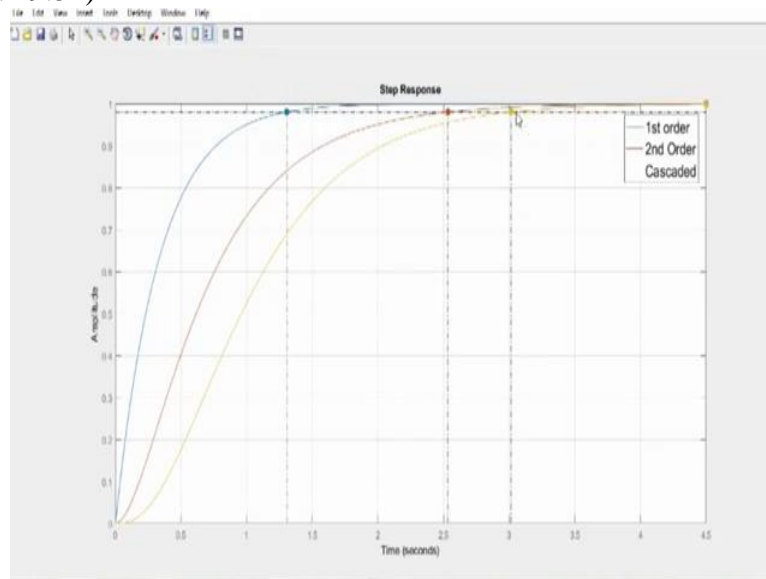 File Edit View Insert Tools Desktop Window Help
Step Response
1
0.9
0.8
0.7
0.6
0.5
0.4
0.3
0.2
0.1
0
Amplitude
1st order
2nd Order
Cascaded
0 0.5 1 1.5 2 2.5 3 3.5 4 4.5
Time (seconds)